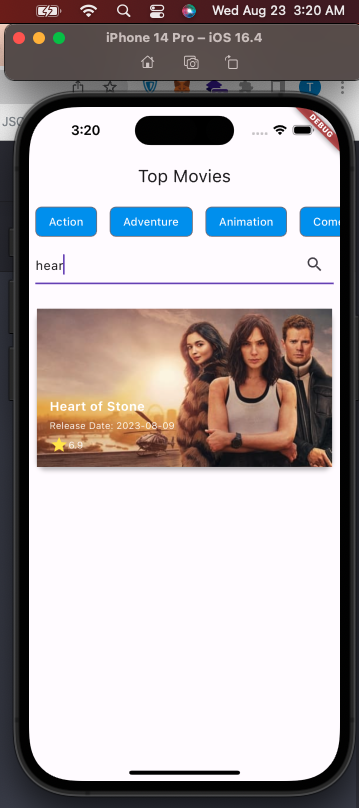 Wed Aug 23 3:20 AM
iPhone 14 Pro – iOS 16.4
T
JSO
3:20
DEBUG
Top Movies
Action
Adventure
Animation
Come
hear
Heart of Stone
Release Date: 2023-08-09
6.9